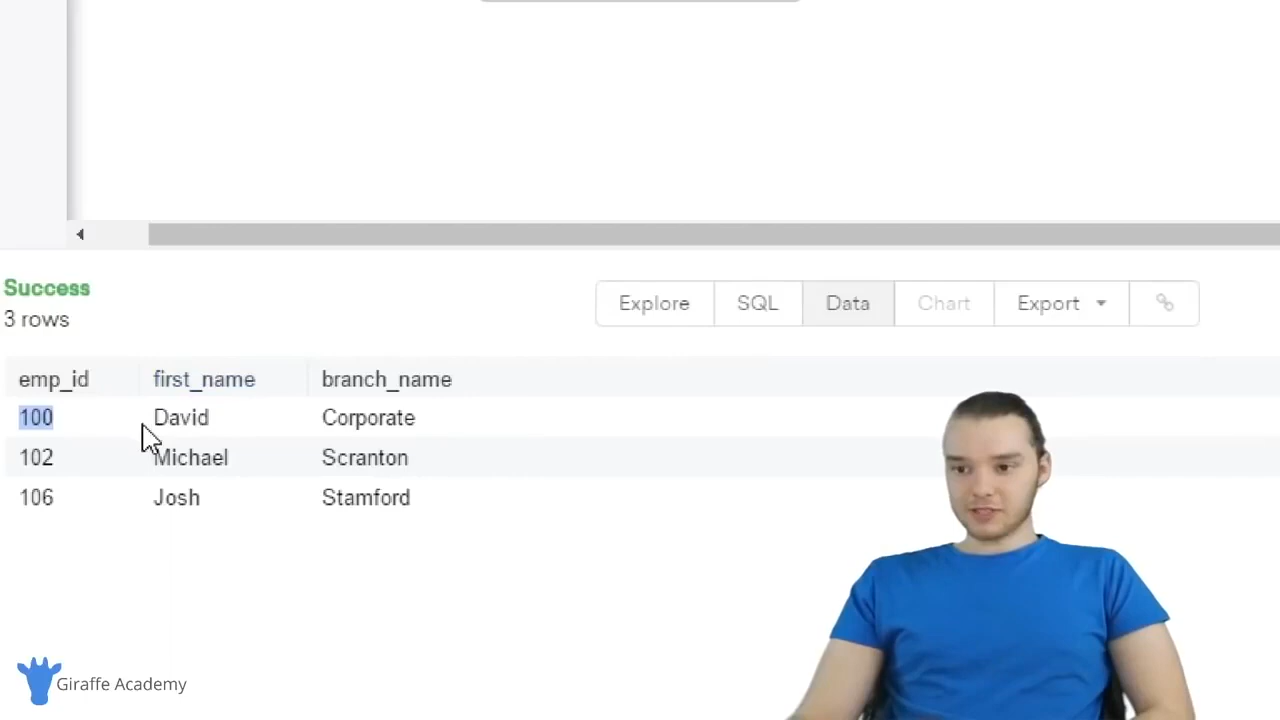 Success
3 rows
Explore SQL Data Chart Export
emp_id first_name branch_name
100 David Corporate
102 Michael Scranton
106 Josh Stamford
Giraffe Academy